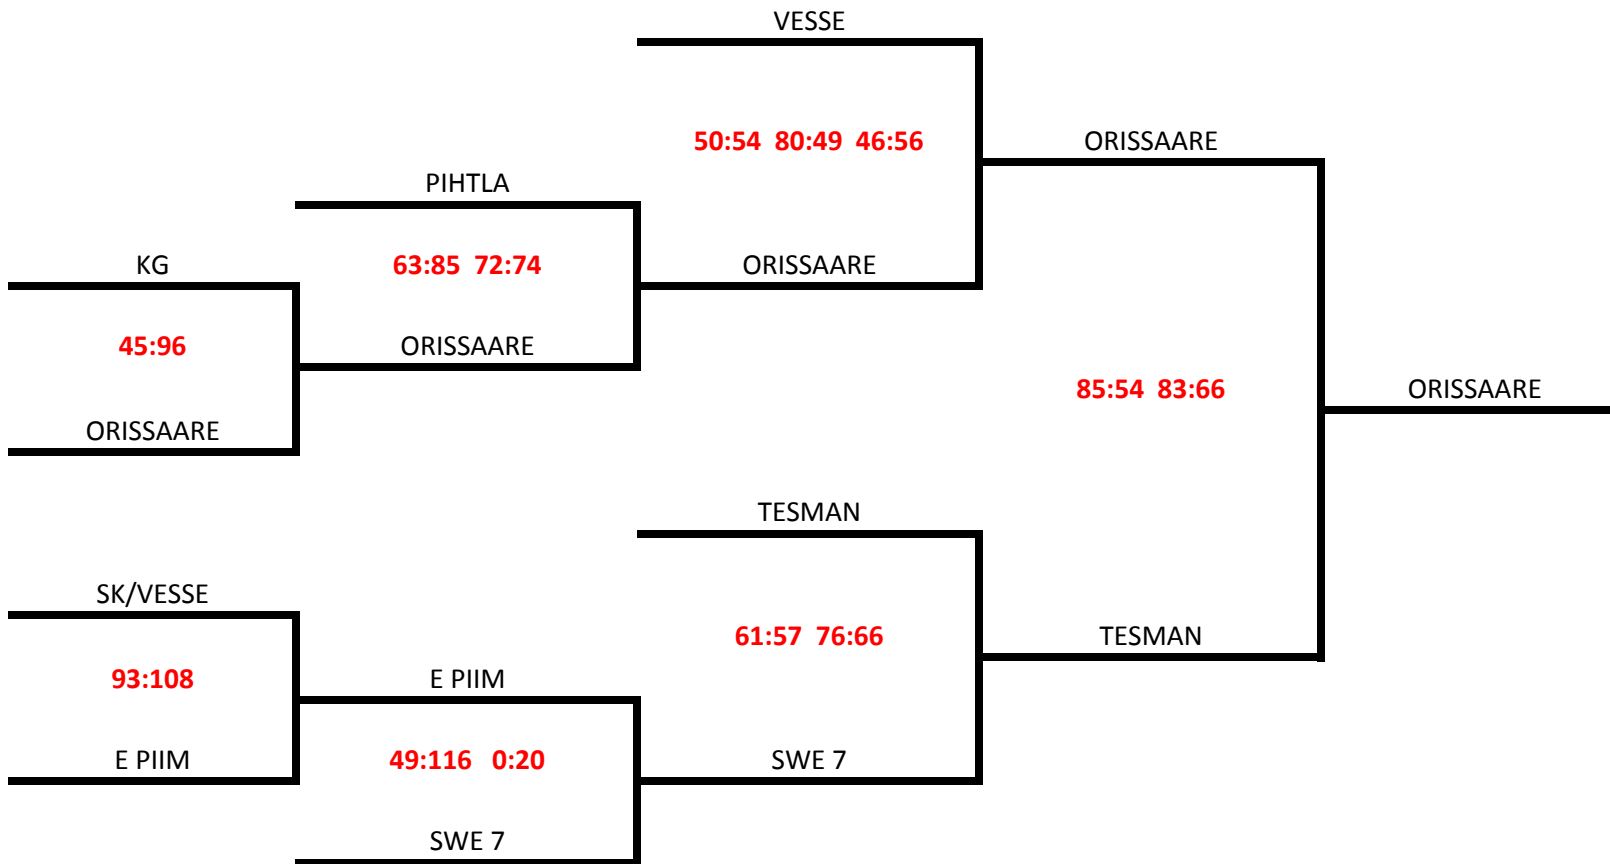 VESSE
50:54  80:49  46:56
ORISSAARE
PIHTLA
KG
63:85  72:74
ORISSAARE
45:96
ORISSAARE
85:54  83:66
ORISSAARE
ORISSAARE
TESMAN
SK/VESSE
61:57  76:66
TESMAN
93:108
E PIIM
E PIIM
49:116   0:20
SWE 7
SWE 7